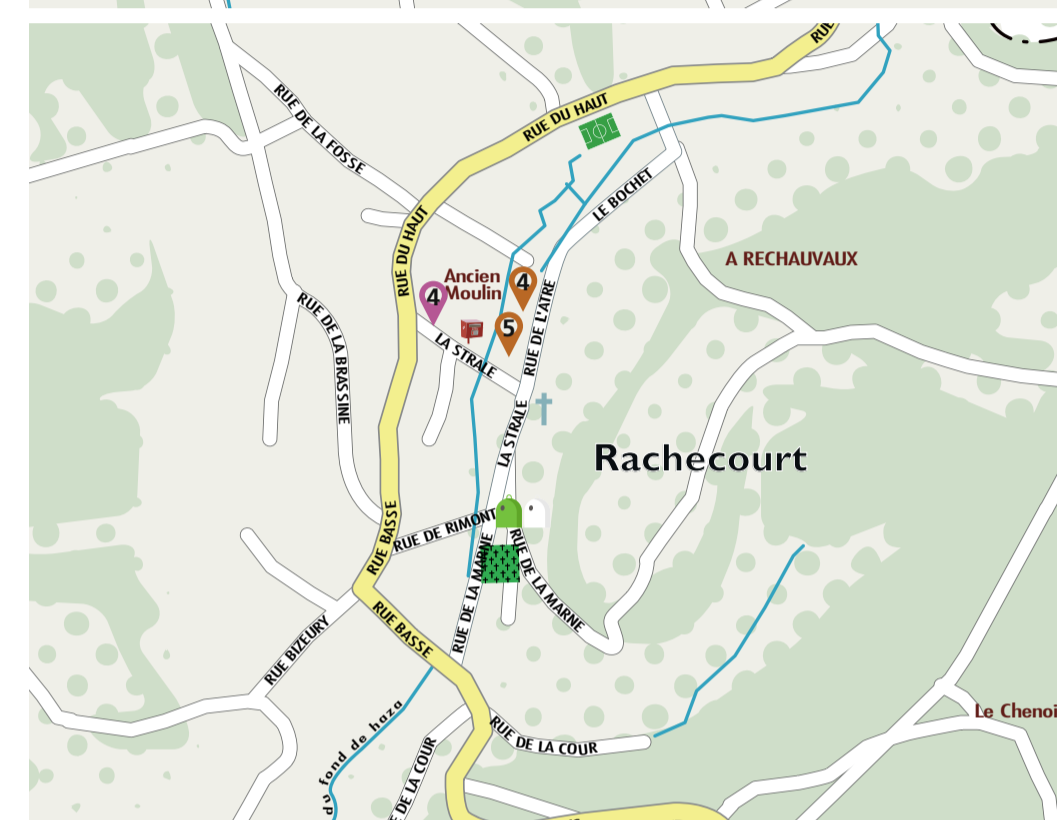 RUE
RUE DE LA FOSSE
RUE DU HAUT
LE BOCHET
RUE DU HAUT
A RECHAUVAUX
Ancien
Moulin
4
4
5
RUE DE L'ATRE
RUE DE LA BRASSINE
LA STRALE
LA STRALE
Rachecourt
RUE BASSE
RUE DE RIMONT
RUE DE LA MARNE
RUE DE LA MARNE
RUE BASSE
RUE BIZEURY
fond de haza
du
RUE DE LA COUR
DE LA COUR
Le Chenoi